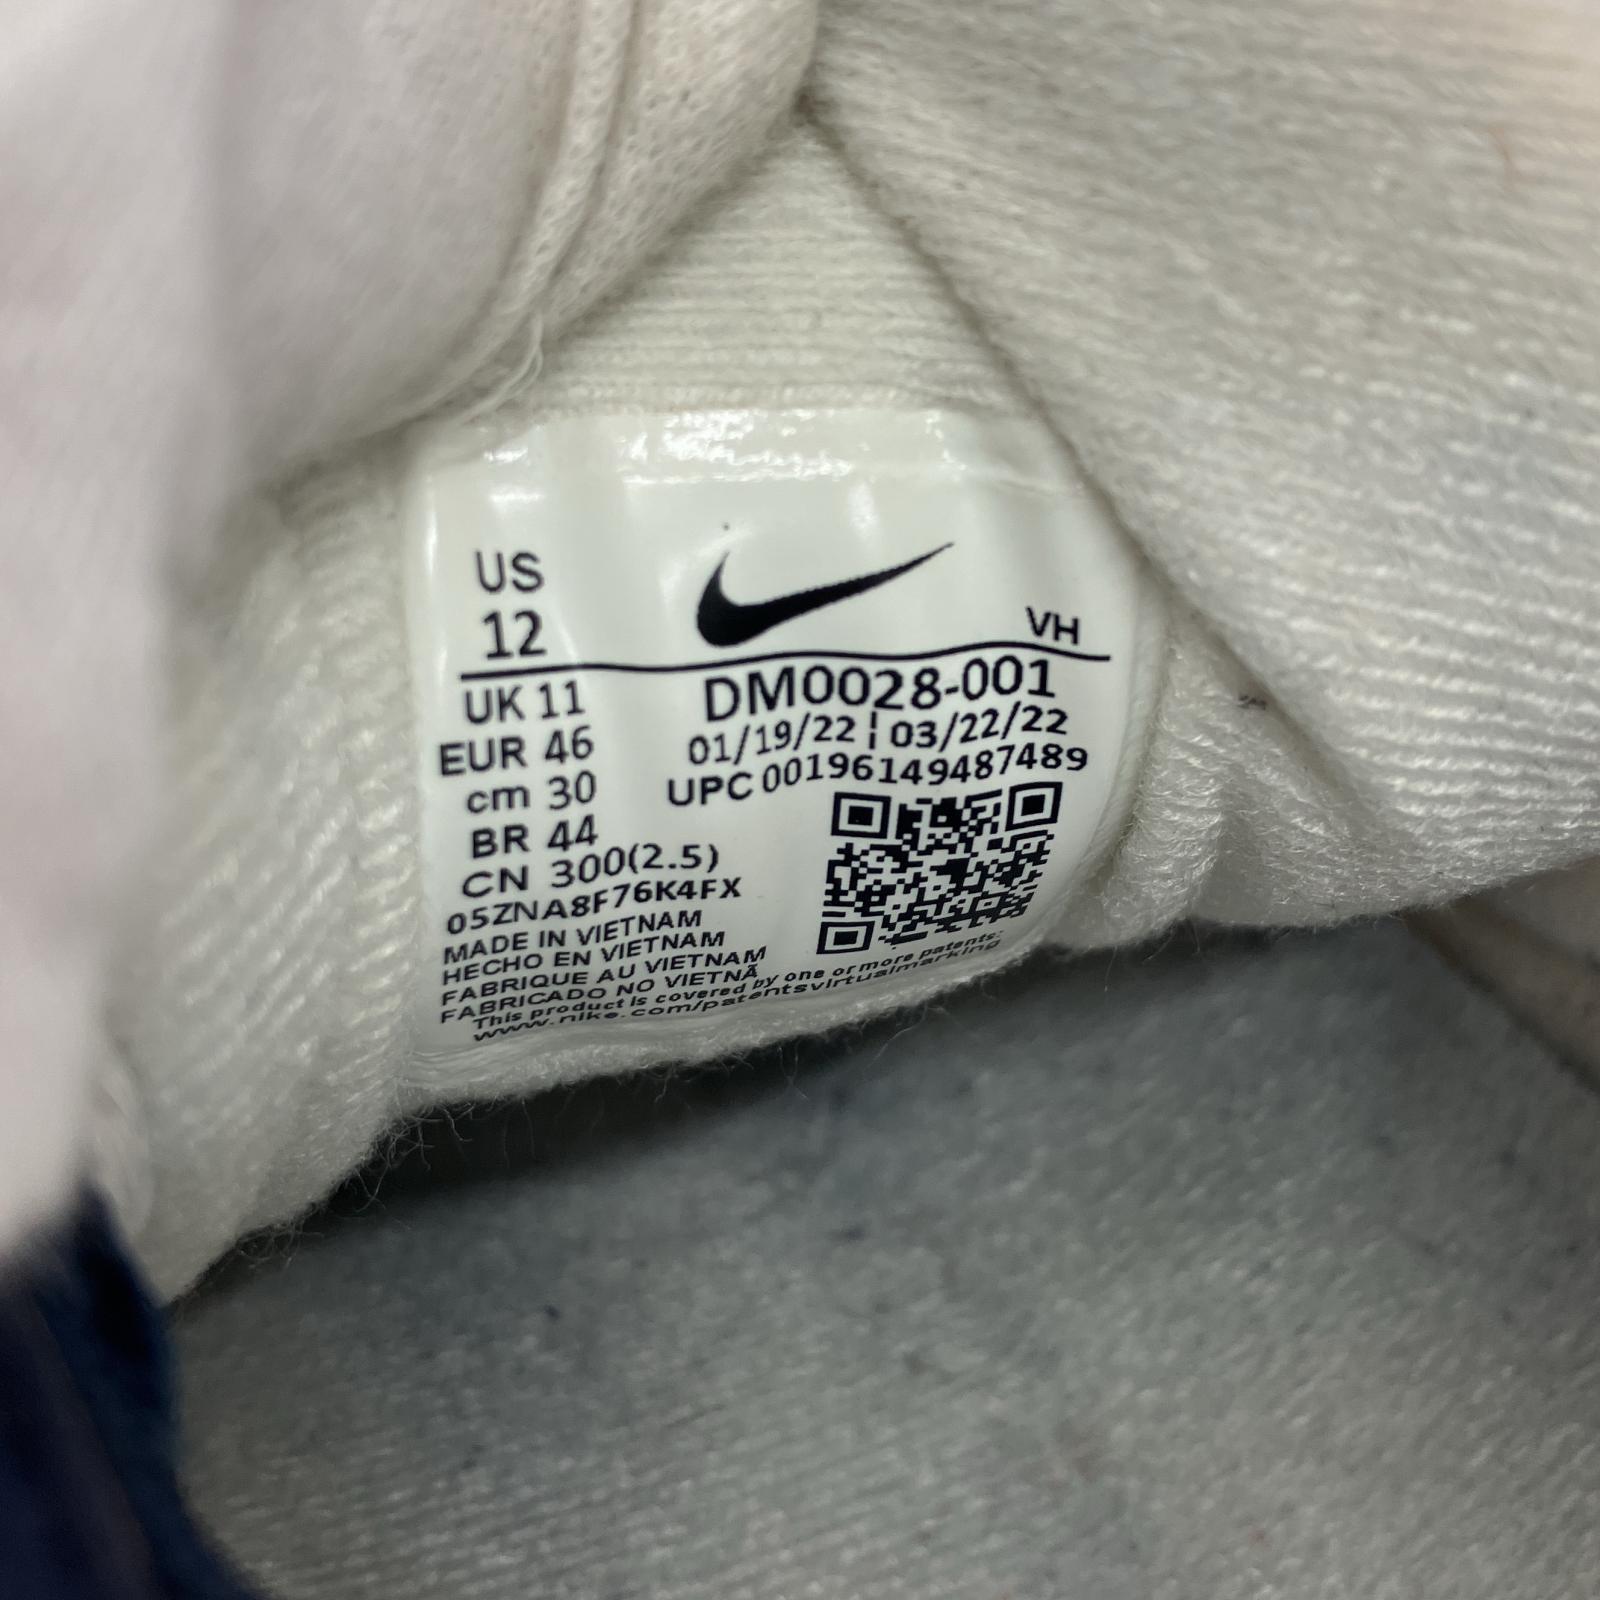 US
12
VH
UK 11
EUR 46
cm 30
BR 44
CN 300(2.5)
DM0028-001
01/19/22 ¦ 03/22/22
UPC 00196149487489
05ZNA8F76K4FX
MADE IN VIETNAM
HECHO EN VIETNAM
FABRIQUE AU VIETNAM
FABRICADO NO VIETNÃ
This product is covered by one or more patents:
www.nike.com/patentsvirtualmarking